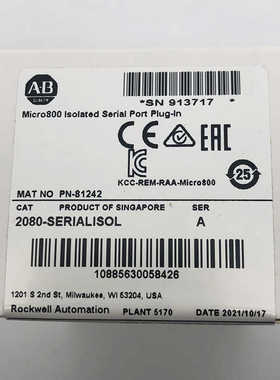 *SN 913717 *
AB
Micro800 Isolated Serial Port Plug-In
CE EAC
KCC-REM-RAA-Micro800
25
MAT NO PN-81242
CAT PRODUCT OF SINGAPORE SER
2080-SERIALISOL A
10885630058426
1201 S 2nd St, Milwaukee, WI 53204, USA
Rockwell Automation PLANT 5170 DATE 2021/10/17